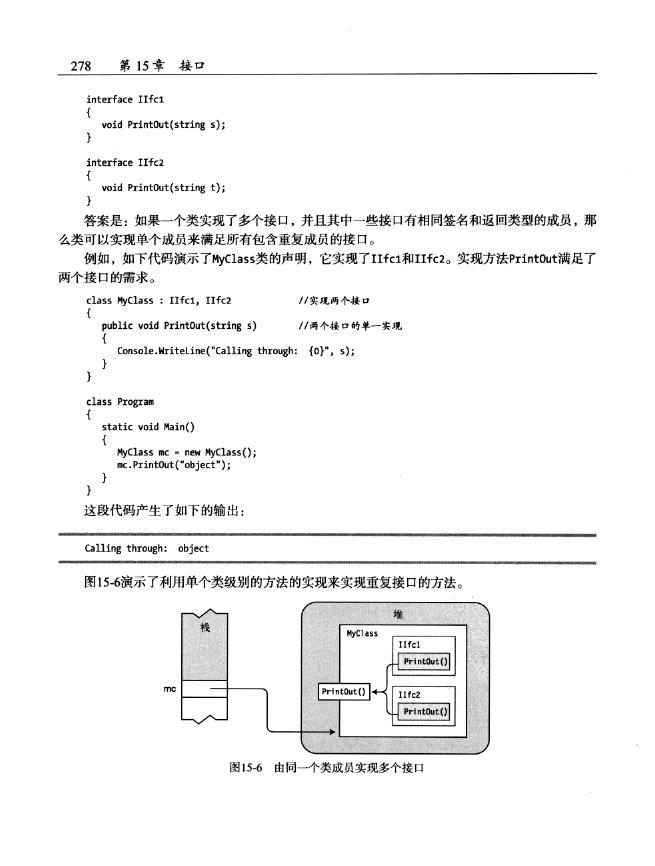 278 第 15 章 接口
interface IIfc1
{
void PrintOut(string s);
}
interface IIfc2
{
void PrintOut(string t);
}
答案是：如果一个类实现了多个接口，并且其中一些接口有相同签名和返回类型的成员，那
么类可以实现单个成员来满足所有包含重复成员的接口。
例如，如下代码演示了MyClass类的声明，它实现了IIfc1和IIfc2。实现方法PrintOut满足了
两个接口的需求。
class MyClass : IIfc1, IIfc2 //实现两个接口
{
public void PrintOut(string s) //两个接口的单一实现
{
Console.WriteLine("Calling through: {0}", s);
}
}
class Program
{
static void Main()
{
MyClass mc = new MyClass();
mc.PrintOut("object");
}
}
这段代码产生了如下的输出：
Calling through: object
图15-6演示了利用单个类级别的方法的实现来实现重复接口的方法。
栈
堆
MyClass
IIfc1
PrintOut()
mc
PrintOut()
IIfc2
PrintOut()
图15-6 由同一个类成员实现多个接口